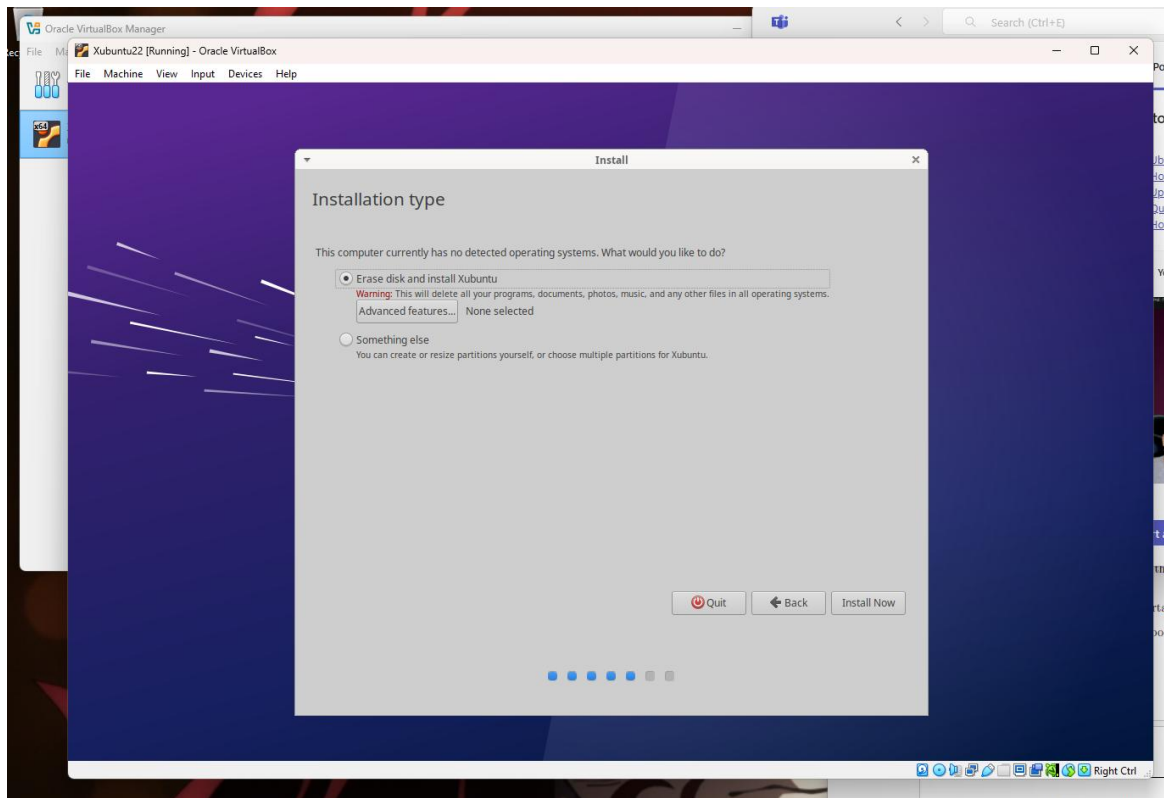 Oracle VirtualBox Manager
Search (Ctrl+E)
File
Xubuntu22 [Running] - Oracle VirtualBox
File Machine View Input Devices Help
x64
Install
Installation type
This computer currently has no detected operating systems. What would you like to do?
Erase disk and install Xubuntu
Warning: This will delete all your programs, documents, photos, music, and any other files in all operating systems.
Advanced features... None selected
Something else
You can create or resize partitions yourself, or choose multiple partitions for Xubuntu.
Quit Back Install Now
Right Ctrl